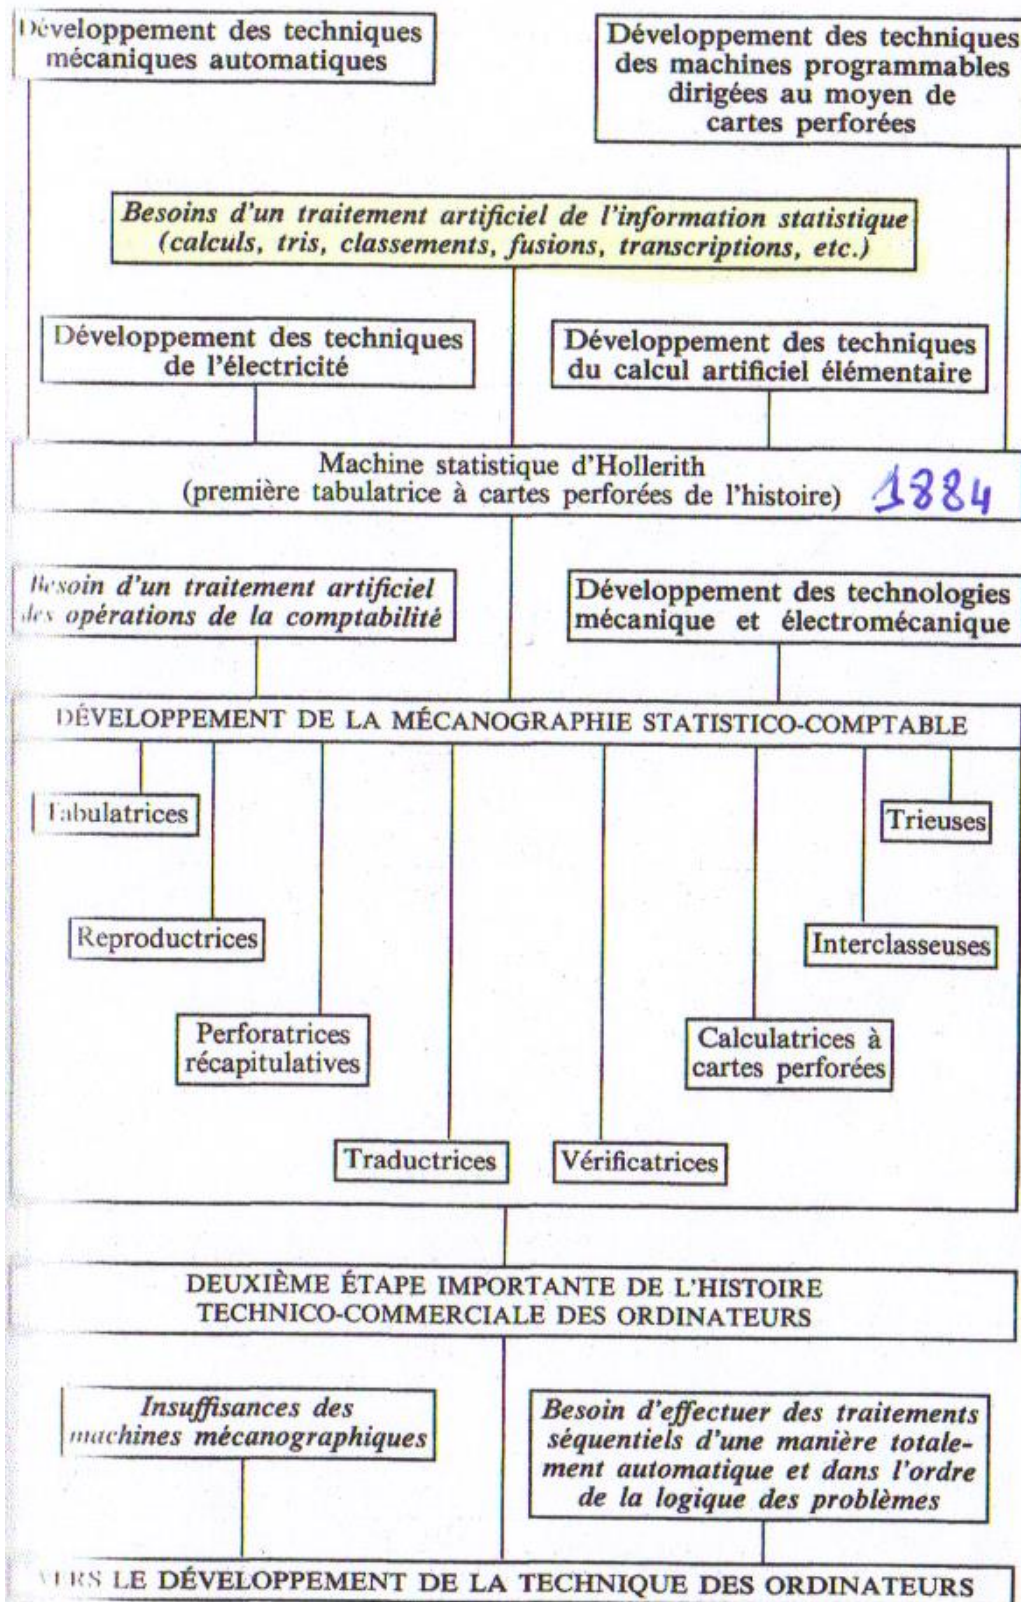 Développement des techniques
mécaniques automatiques
Développement des techniques
des machines programmables
dirigées au moyen de
cartes perforées
Besoins d'un traitement artificiel de l'information statistique
(calculs, tris, classements, fusions, transcriptions, etc.)
Développement des techniques
de l'électricité
Développement des techniques
du calcul artificiel élémentaire
Machine statistique d'Hollerith
(première tabulatrice à cartes perforées de l'histoire) 1884
Besoin d'un traitement artificiel
des opérations de la comptabilité
Développement des technologies
mécanique et électromécanique
DÉVELOPPEMENT DE LA MÉCANOGRAPHIE STATISTICO-COMPTABLE
Tabulatrices
Trieuses
Reproductrices
Interclasseuses
Perforatrices
récapitulatives
Calculatrices à
cartes perforées
Traductrices
Vérificatrices
DEUXIÈME ÉTAPE IMPORTANTE DE L'HISTOIRE
TECHNICO-COMMERCIALE DES ORDINATEURS
Insuffisances des
machines mécanographiques
Besoin d'effectuer des traitements
séquentiels d'une manière totale-
ment automatique et dans l'ordre
de la logique des problèmes
VERS LE DÉVELOPPEMENT DE LA TECHNIQUE DES ORDINATEURS